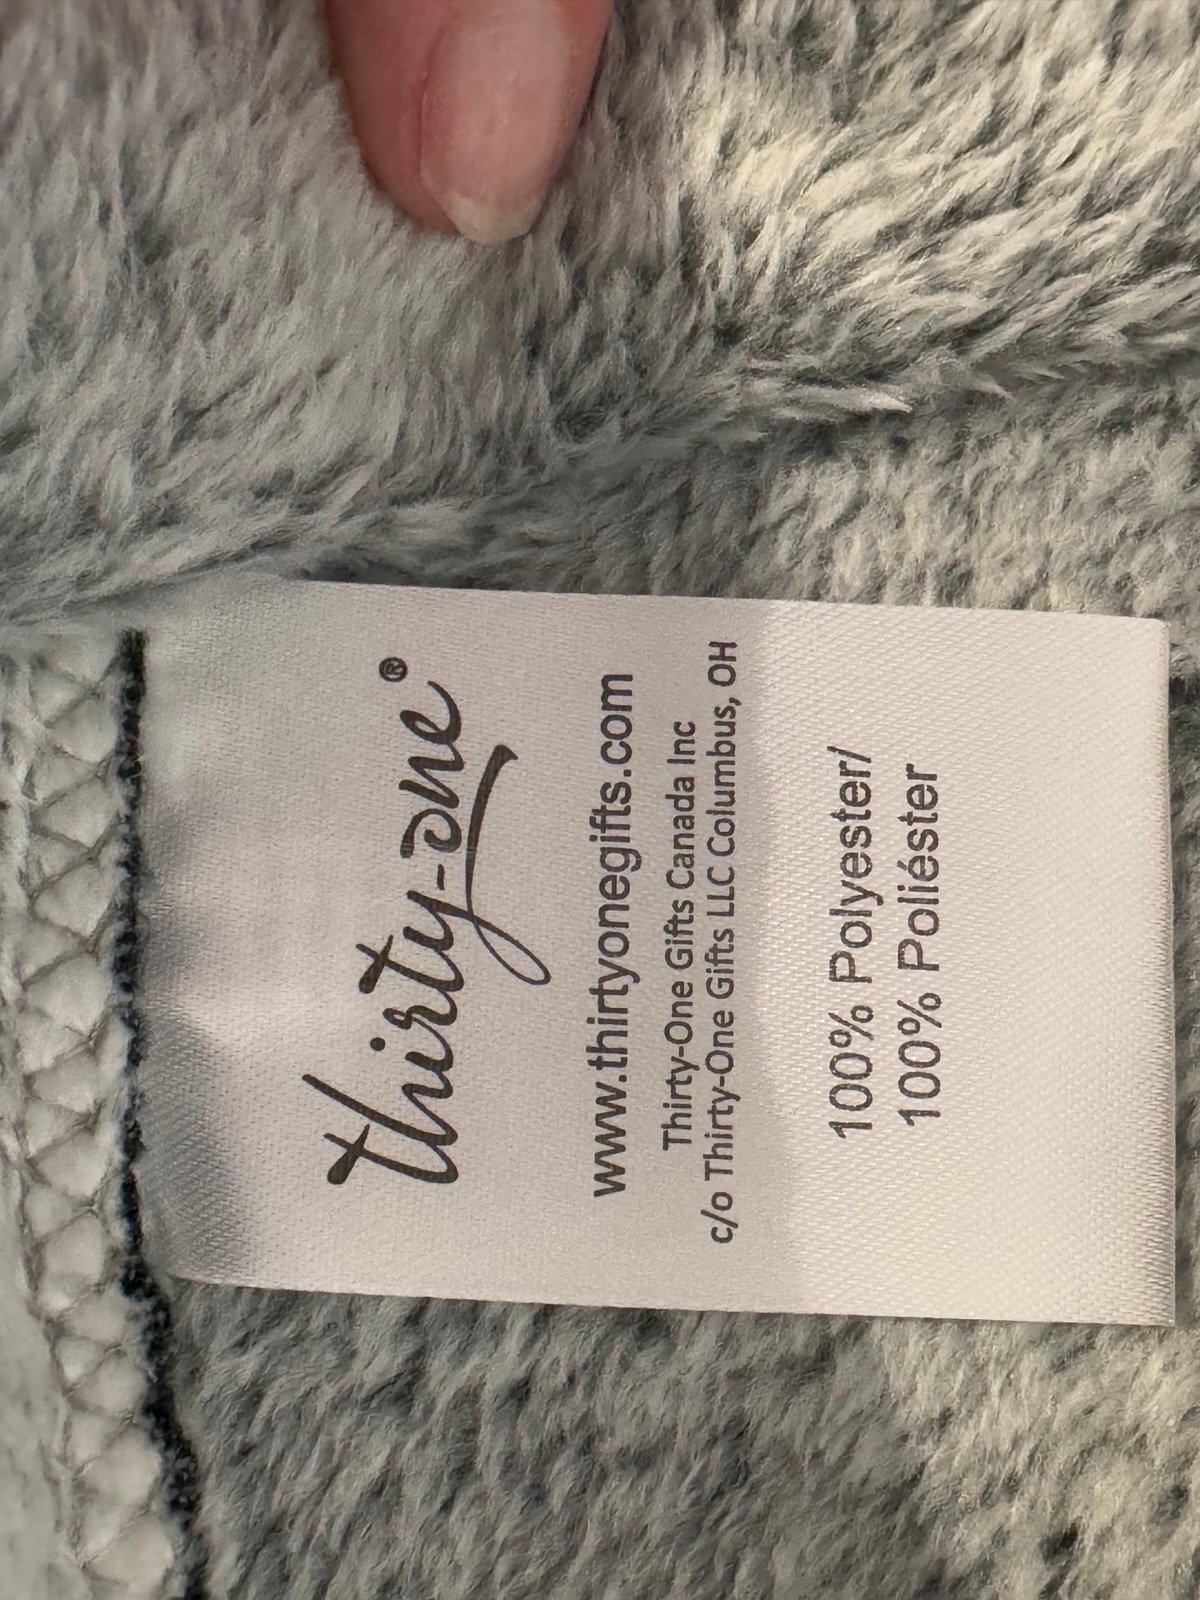 thirty-one®
www.thirtyonegifts.com
Thirty-One Gifts Canada Inc
c/o Thirty-One Gifts LLC Columbus, OH
100% Polyester/
100% Poliéster